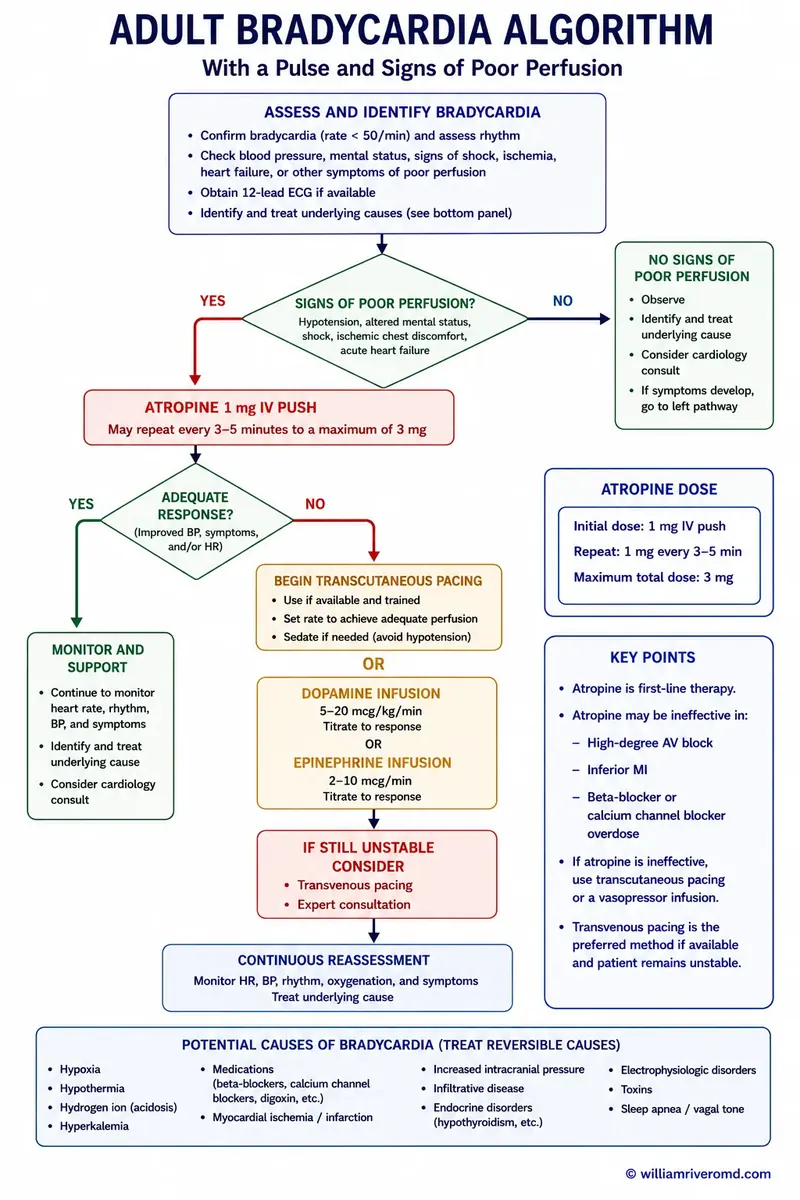 ADULT BRADYCARDIA ALGORITHM
With a Pulse and Signs of Poor Perfusion
ASSESS AND IDENTIFY BRADYCARDIA
• Confirm bradycardia (rate < 50/min) and assess rhythm
• Check blood pressure, mental status, signs of shock, ischemia,
heart failure, or other symptoms of poor perfusion
• Obtain 12-lead ECG if available
• Identify and treat underlying causes (see bottom panel)
YES
SIGNS OF POOR PERFUSION?
Hypotension, altered mental status,
shock, ischemic chest discomfort,
acute heart failure
NO
NO SIGNS OF
POOR PERFUSION
• Observe
• Identify and treat
underlying cause
• Consider cardiology
consult
• If symptoms develop,
go to left pathway
ATROPINE 1 mg IV PUSH
May repeat every 3–5 minutes to a maximum of 3 mg
YES
ADEQUATE
RESPONSE?
(Improved BP, symptoms,
and/or HR)
NO
MONITOR AND
SUPPORT
• Continue to monitor
heart rate, rhythm,
BP, and symptoms
• Identify and treat
underlying cause
• Consider cardiology
consult
BEGIN TRANSCUTANEOUS PACING
• Use if available and trained
• Set rate to achieve adequate perfusion
• Sedate if needed (avoid hypotension)
OR
DOPAMINE INFUSION
5–20 mcg/kg/min
Titrate to response
OR
EPINEPHRINE INFUSION
2–10 mcg/min
Titrate to response
IF STILL UNSTABLE
CONSIDER
• Transvenous pacing
• Expert consultation
CONTINUOUS REASSESSMENT
Monitor HR, BP, rhythm, oxygenation, and symptoms
Treat underlying cause
ATROPINE DOSE
Initial dose: 1 mg IV push
Repeat: 1 mg every 3–5 min
Maximum total dose: 3 mg
KEY POINTS
• Atropine is first-line therapy.
• Atropine may be ineffective in:
– High-degree AV block
– Inferior MI
– Beta-blocker or
calcium channel blocker
overdose
• If atropine is ineffective,
use transcutaneous pacing
or a vasopressor infusion.
• Transvenous pacing is the
preferred method if available
and patient remains unstable.
POTENTIAL CAUSES OF BRADYCARDIA (TREAT REVERSIBLE CAUSES)
• Hypoxia
• Hypothermia
• Hydrogen ion (acidosis)
• Hyperkalemia
• Medications
(beta-blockers, calcium channel
blockers, digoxin, etc.)
• Myocardial ischemia / infarction
• Increased intracranial pressure
• Infiltrative disease
• Endocrine disorders
(hypothyroidism, etc.)
• Electrophysiologic disorders
• Toxins
• Sleep apnea / vagal tone
© williamriveromd.com